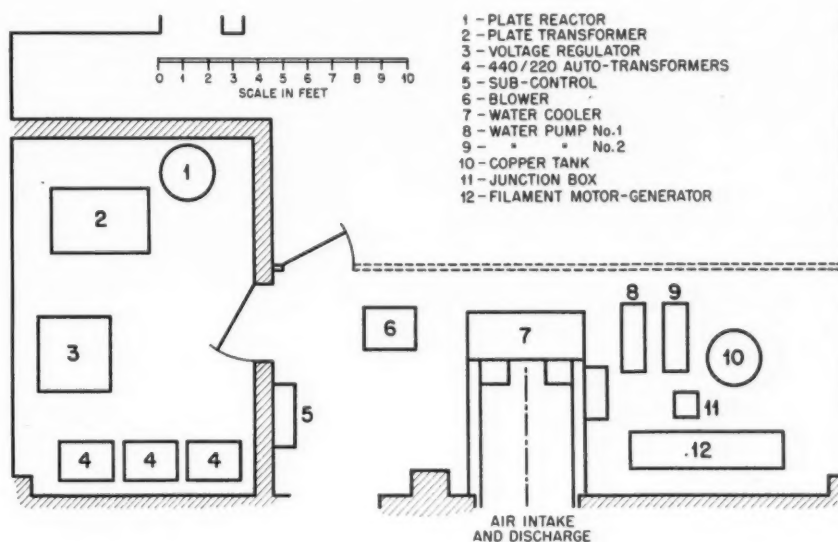 1 - PLATE REACTOR
2 - PLATE TRANSFORMER
3 - VOLTAGE REGULATOR
4 - 440/220 AUTO-TRANSFORMERS
5 - SUB-CONTROL
6 - BLOWER
7 - WATER COOLER
8 - WATER PUMP No.1
9 - " " No.2
10 - COPPER TANK
11 - JUNCTION BOX
12 - FILAMENT MOTOR-GENERATOR
0 1 2 3 4 5 6 7 8 9 10
SCALE IN FEET
1
2
8 9
6
7
3
10
5
11
4 4 4
.12
AIR INTAKE
AND DISCHARGE